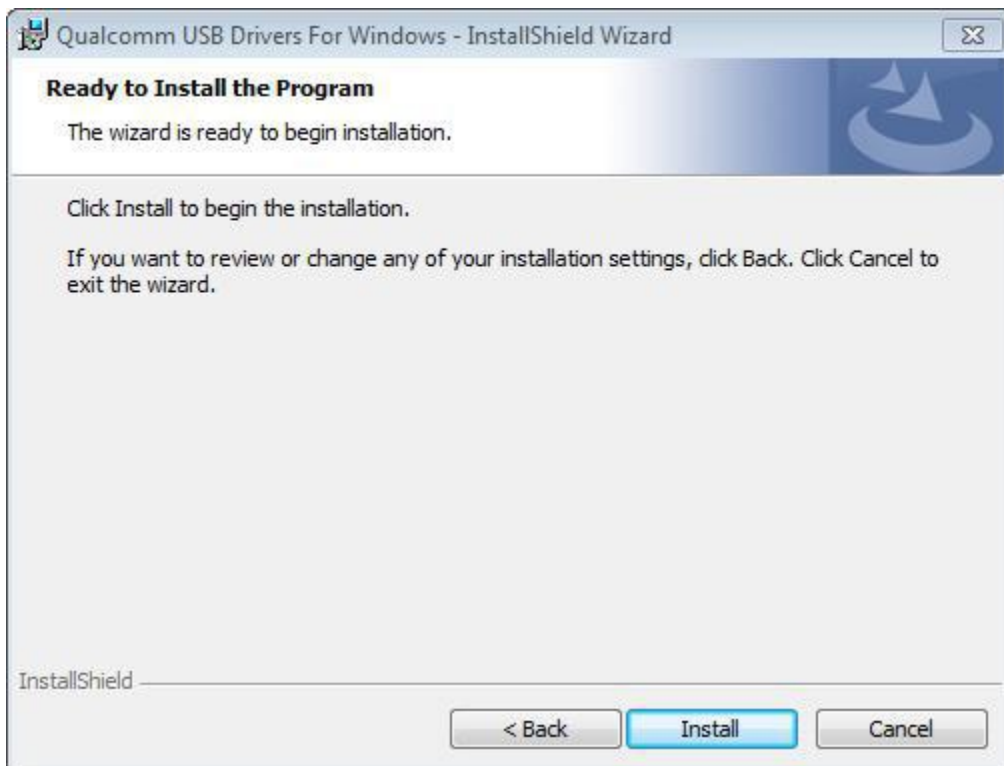 Qualcomm USB Drivers For Windows - InstallShield Wizard
Ready to Install the Program
The wizard is ready to begin installation.
Click Install to begin the installation.
If you want to review or change any of your installation settings, click Back. Click Cancel to
exit the wizard.
InstallShield
< Back Install Cancel